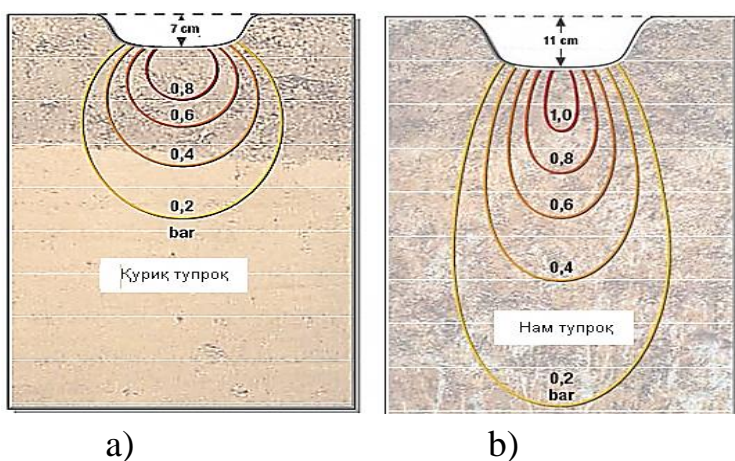 7 cm
0,8
0,6
0,4
0,2
bar
Қуриқ тупроқ
a)
11 cm
1,0
0,8
0,6
0,4
Нам тупроқ
0,2
bar
b)